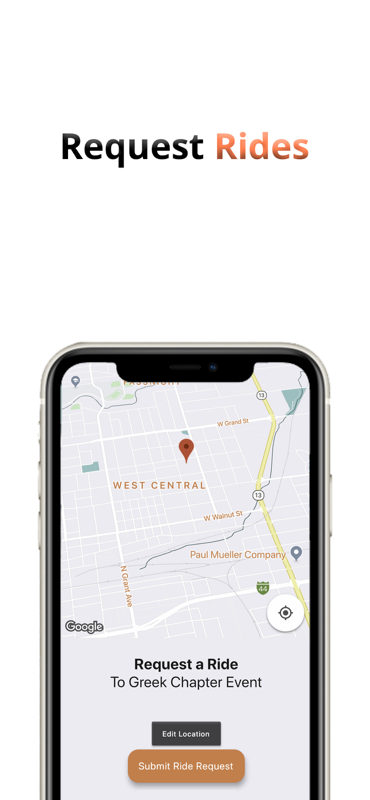 Request Rides
13
W Grand St
WEST CENTRAL
13
W Walnut St
Paul Mueller Company
N Grant Ave
44
Google
Request a Ride
To Greek Chapter Event
Edit Location
Submit Ride Request